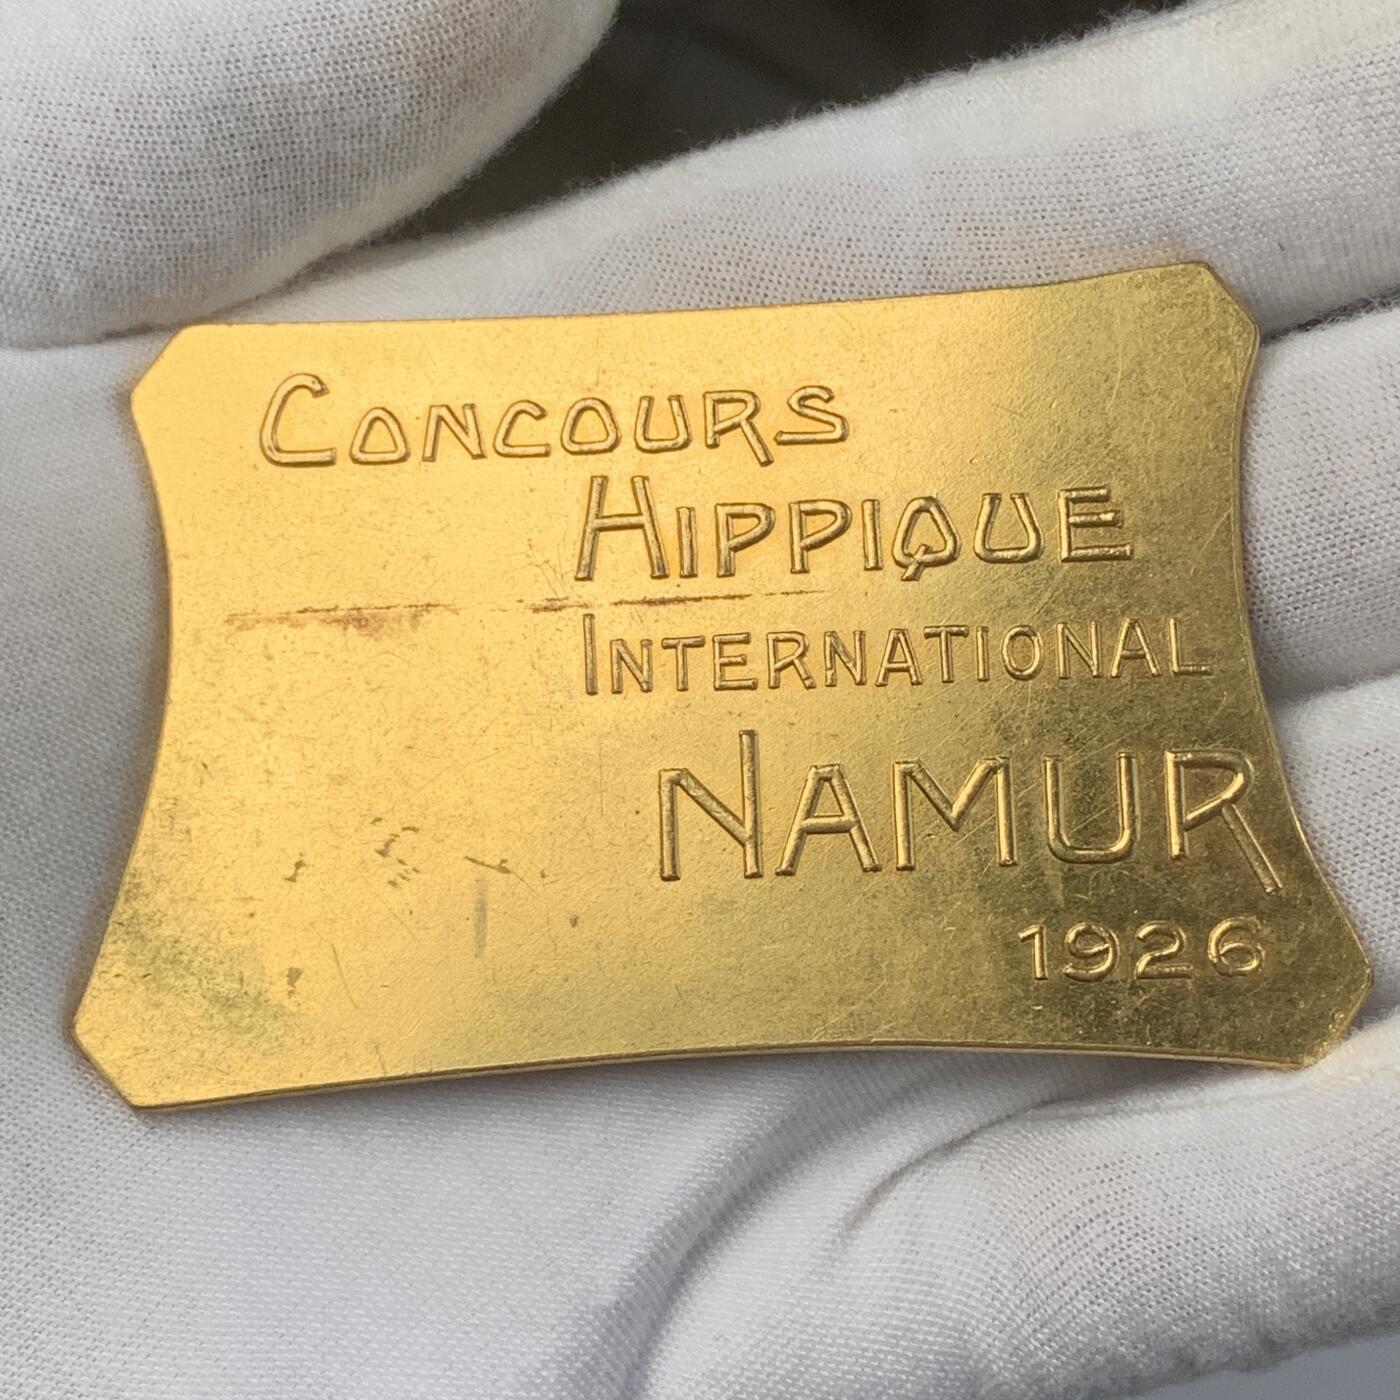 CONCOURS
HIPPIQUE
INTERNATIONAL
NAMUR
1926